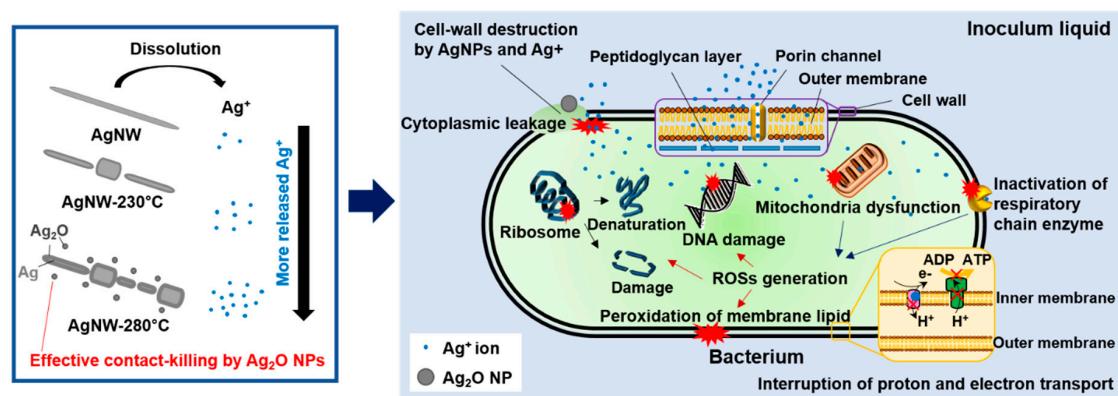 Dissolution
Ag⁺
AgNW
AgNW-230°C
Ag₂O
Ag
AgNW-280°C
More released Ag⁺
Effective contact-killing by Ag₂O NPs
Inoculum liquid
Cell-wall destruction
by AgNPs and Ag+
Peptidoglycan layer
Porin channel
Outer membrane
Cell wall
Cytoplasmic leakage
Ribosome
Denaturation
Damage
DNA damage
Mitochondria dysfunction
Inactivation of
respiratory
chain enzyme
ROSs generation
Peroxidation of membrane lipid
ADP ATP
e-
H⁺ H⁺
Inner membrane
Outer membrane
Ag⁺ ion
Ag₂O NP
Bacterium
Interruption of proton and electron transport